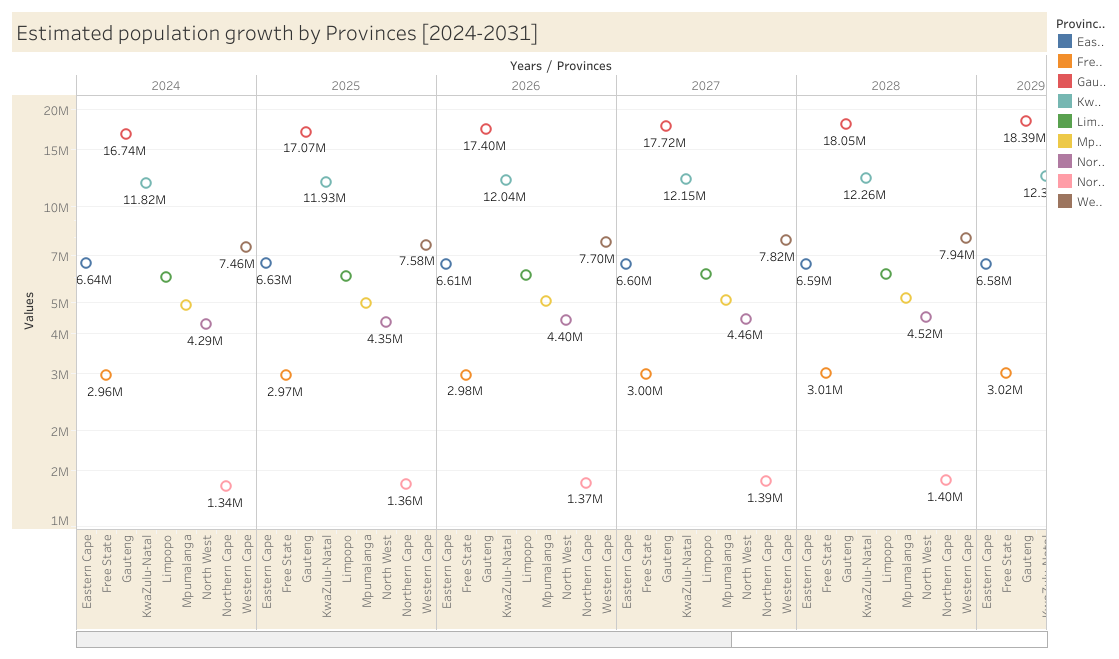 Estimated population growth by Provinces [2024-2031]
Years / Provinces
2024 2025 2026 2027 2028 2029
Provinc..
Eas..
Fre..
Gau..
Kw..
Lim..
Mp..
Nor..
Nor..
We..
Values
20M
15M
10M
7M
5M
4M
3M
2M
2M
1M
16.74M 17.07M 17.40M 17.72M 18.05M 18.39M
11.82M 11.93M 12.04M 12.15M 12.26M 12.3
7.46M 7.58M 7.70M 7.82M 7.94M
6.64M 6.63M 6.61M 6.60M 6.59M 6.58M
4.29M 4.35M 4.40M 4.46M 4.52M
2.96M 2.97M 2.98M 3.00M 3.01M 3.02M
1.34M 1.36M 1.37M 1.39M 1.40M
Eastern Cape
Free State
Gauteng
KwaZulu-Natal
Limpopo
Mpumalanga
North West
Northern Cape
Western Cape
Eastern Cape
Free State
Gauteng
KwaZulu-Natal
Limpopo
Mpumalanga
North West
Northern Cape
Western Cape
Eastern Cape
Free State
Gauteng
KwaZulu-Natal
Limpopo
Mpumalanga
North West
Northern Cape
Western Cape
Eastern Cape
Free State
Gauteng
KwaZulu-Natal
Limpopo
Mpumalanga
North West
Northern Cape
Western Cape
Eastern Cape
Free State
Gauteng
KwaZulu-Natal
Limpopo
Mpumalanga
North West
Northern Cape
Western Cape
Eastern Cape
Free State
Gauteng